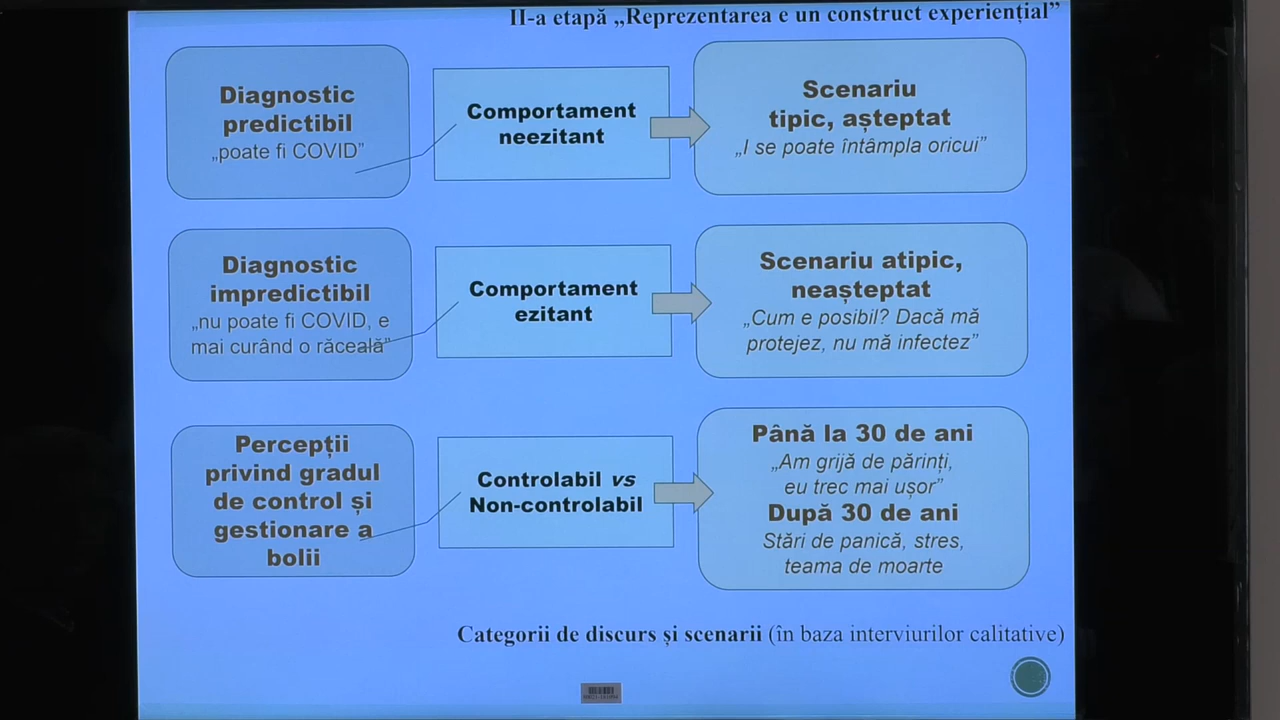 II-a etapă „Reprezentarea e un construct experiențial”
Diagnostic
predictibil
„poate fi COVID”
Comportament
neezitant
Scenariu
tipic, așteptat
„I se poate întâmpla oricui”
Diagnostic
impredictibil
„nu poate fi COVID, e
mai curând o răceală”
Comportament
ezitant
Scenariu atipic,
neașteptat
„Cum e posibil? Dacă mă
protejez, nu mă infectez”
Percepții
privind gradul
de control și
gestionare a
bolii
Controlabil vs
Non-controlabil
Până la 30 de ani
„Am grijă de părinți,
eu trec mai ușor”
După 30 de ani
Stări de panică, stres,
teama de moarte
Categorii de discurs și scenarii (în baza interviurilor calitative)